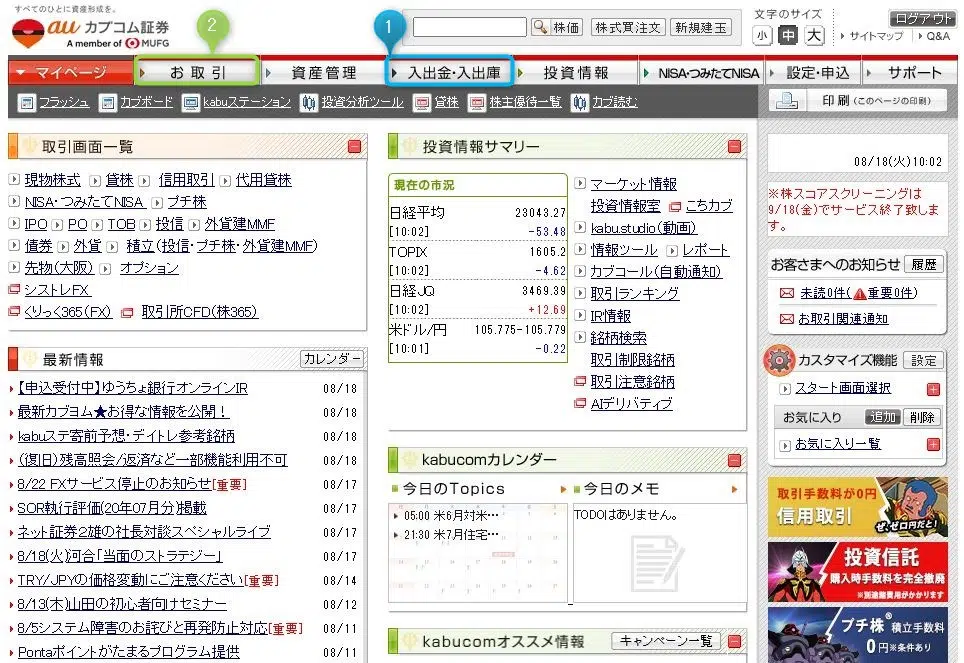 すべてのひとに資産形成を。
au カブコム証券
A member of MUFG
2
1
株価
株式買注文
新規建玉
文字のサイズ
小 中 大
ログアウト
サイトマップ
Q&A
マイページ
お取引
資産管理
入出金・入出庫
投資情報
NISA・つみたてNISA
設定・申込
サポート
フラッシュ
カブボード
kabuステーション
投資分析ツール
貸株
株主優待一覧
カブ読む
印刷(このページの印刷)
取引画面一覧
現物株式 貸株 信用取引 代用貸株
NISA・つみたてNISA プチ株
IPO PO TOB 投信 外貨建MMF
債券 外貨 積立(投信・プチ株・外貨建MMF)
先物(大阪) オプション
シストレFX
くりっく365(FX) 取引所CFD(株365)
最新情報
カレンダー
【申込受付中】ゆうちょ銀行オンラインIR 08/18
最新カブヨム★お得な情報を公開! 08/18
kabuステ寄前予想・デイトレ参考銘柄 08/18
(復旧)残高照会/返済など一部機能利用不可 08/18
8/22 FXサービス停止のお知らせ[重要] 08/17
SOR執行評価(20年07月分)掲載 08/17
ネット証券2雄の社長対談スペシャルライブ 08/17
8/18(火)河合「当面のストラテジー」 08/17
TRY/JPYの価格変動にご注意ください[重要] 08/14
8/13(木)山田の初心者向けセミナー 08/12
8/5システム障害のお詫びと再発防止対応[重要] 08/11
Pontaポイントがたまるプログラム提供 08/11
投資情報サマリー
現在の市況
日経平均 23043.27
[10:02] -53.48
TOPIX 1605.2
[10:02] -4.62
日経JQ 3469.39
[10:02] +12.69
米ドル/円 105.775-105.779
[10:01] -0.22
マーケット情報
投資情報室 こちカブ
kabu.studio(動画)
情報ツール レポート
カブコール(自動通知)
取引ランキング
IR情報
銘柄検索
取引制限銘柄
取引注意銘柄
AIデリバティブ
kabucomカレンダー
今日のTopics
05:00 米6月対米…
21:30 米7月住宅…
今日のメモ
TODOはありません。
kabucomオススメ情報
キャンペーン一覧
08/18(火)10:02
※株スコアスクリーニングは
9/18(金)でサービス終了致しま
す。
お客さまへのお知らせ
履歴
未読0件(重要0件)
お取引関連通知
カスタマイズ機能
設定
スタート画面選択
お気に入り
追加 削除
お気に入り一覧
取引手数料が0円
信用取引
ぜ、ゼロ円だと!
投資信託
購入時手数料を完全撤廃
※別途諸費用がかかります
プチ株® 積立手数料
0円※条件あり